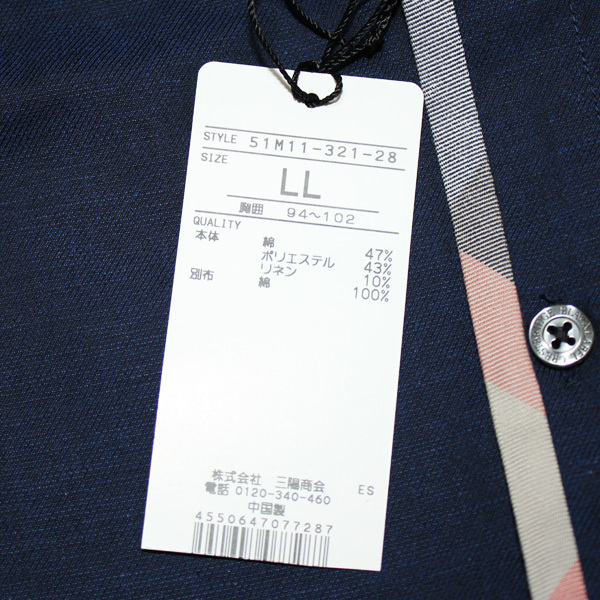 STYLE 51M11-321-28
SIZE
LL
胸囲 94~102
QUALITY
本体 綿 47%
ポリエステル 43%
リネン 10%
別布 綿 100%
株式会社 三陽商会 ES
電話 0120-340-460
中国製
4550647077287